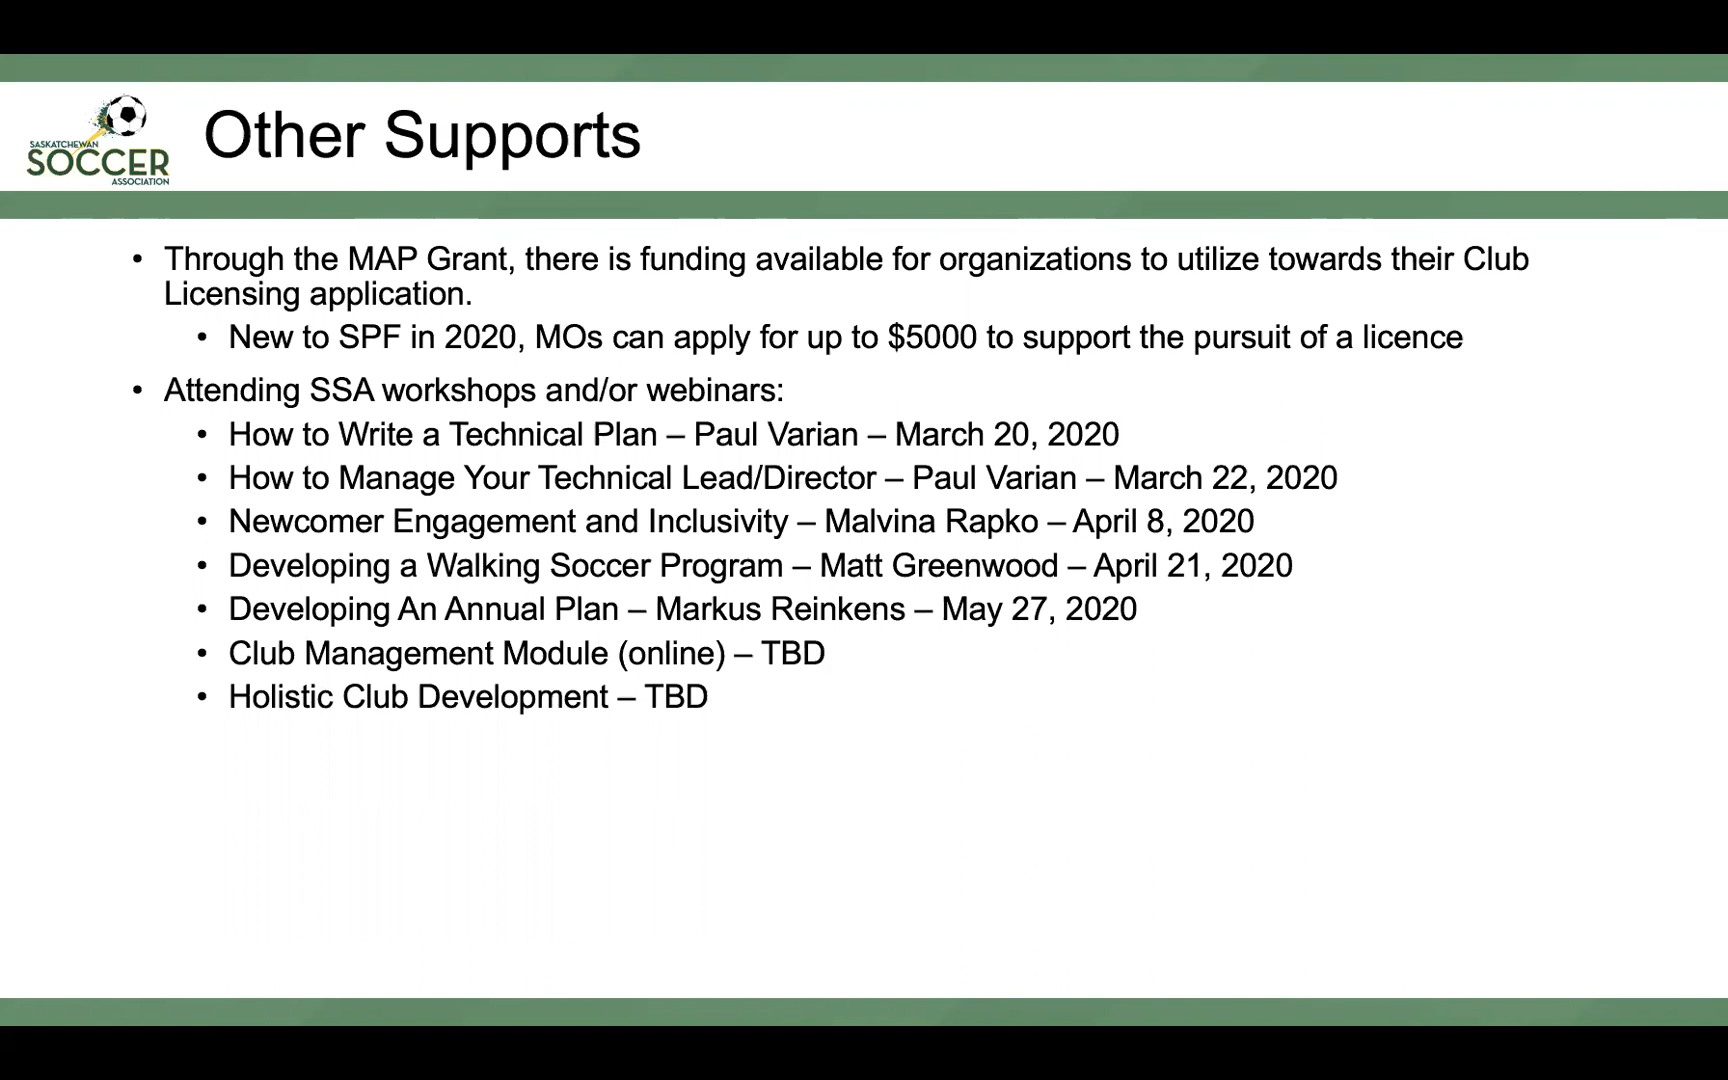 SASKATCHEWAN
SOCCER
ASSOCIATION
Other Supports
• Through the MAP Grant, there is funding available for organizations to utilize towards their Club
Licensing application.
• New to SPF in 2020, MOs can apply for up to $5000 to support the pursuit of a licence
• Attending SSA workshops and/or webinars:
• How to Write a Technical Plan – Paul Varian – March 20, 2020
• How to Manage Your Technical Lead/Director – Paul Varian – March 22, 2020
• Newcomer Engagement and Inclusivity – Malvina Rapko – April 8, 2020
• Developing a Walking Soccer Program – Matt Greenwood – April 21, 2020
• Developing An Annual Plan – Markus Reinkens – May 27, 2020
• Club Management Module (online) – TBD
• Holistic Club Development – TBD